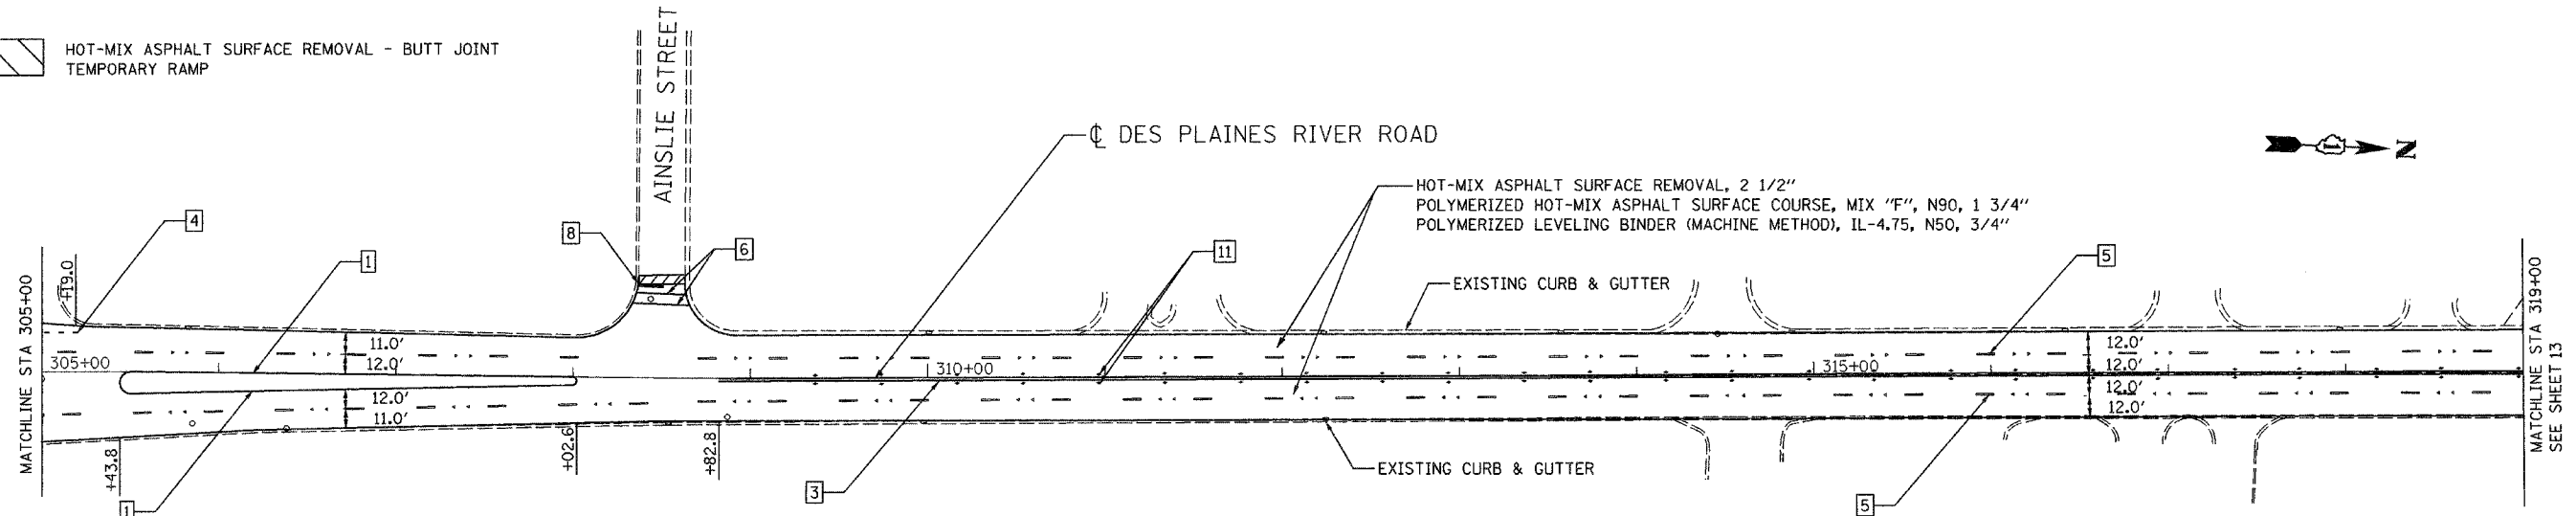 HOT-MIX ASPHALT SURFACE REMOVAL - BUTT JOINT
TEMPORARY RAMP
AINSLIE STREET
℄ DES PLAINES RIVER ROAD
N
HOT-MIX ASPHALT SURFACE REMOVAL, 2 1/2"
POLYMERIZED HOT-MIX ASPHALT SURFACE COURSE, MIX "F", N90, 1 3/4"
POLYMERIZED LEVELING BINDER (MACHINE METHOD), IL-4.75, N50, 3/4"
4
8
6
1
11
5
EXISTING CURB & GUTTER
+19.0
MATCHLINE STA 305+00
305+00
11.0'
12.0'
12.0'
11.0'
310+00
315+00
12.0'
12.0'
12.0'
12.0'
MATCHLINE STA 319+00
SEE SHEET 13
+43.8
+02.6
+82.8
EXISTING CURB & GUTTER
1
3
5